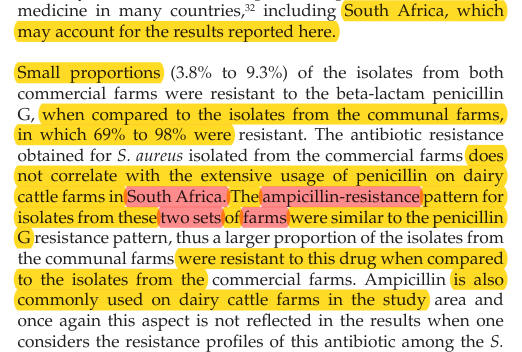 medicine in many countries,32 including South Africa, which
may account for the results reported here.
Small proportions (3.8% to 9.3%) of the isolates from both
commercial farms were resistant to the beta-lactam penicillin
G, when compared to the isolates from the communal farms,
in which 69% to 98% were resistant. The antibiotic resistance
obtained for S. aureus isolated from the commercial farms does
not correlate with the extensive usage of penicillin on dairy
cattle farms in South Africa. The ampicillin-resistance pattern for
isolates from these two sets of farms were similar to the penicillin
G resistance pattern, thus a larger proportion of the isolates from
the communal farms were resistant to this drug when compared
to the isolates from the commercial farms. Ampicillin is also
commonly used on dairy cattle farms in the study area and
once again this aspect is not reflected in the results when one
considers the resistance profiles of this antibiotic among the S.